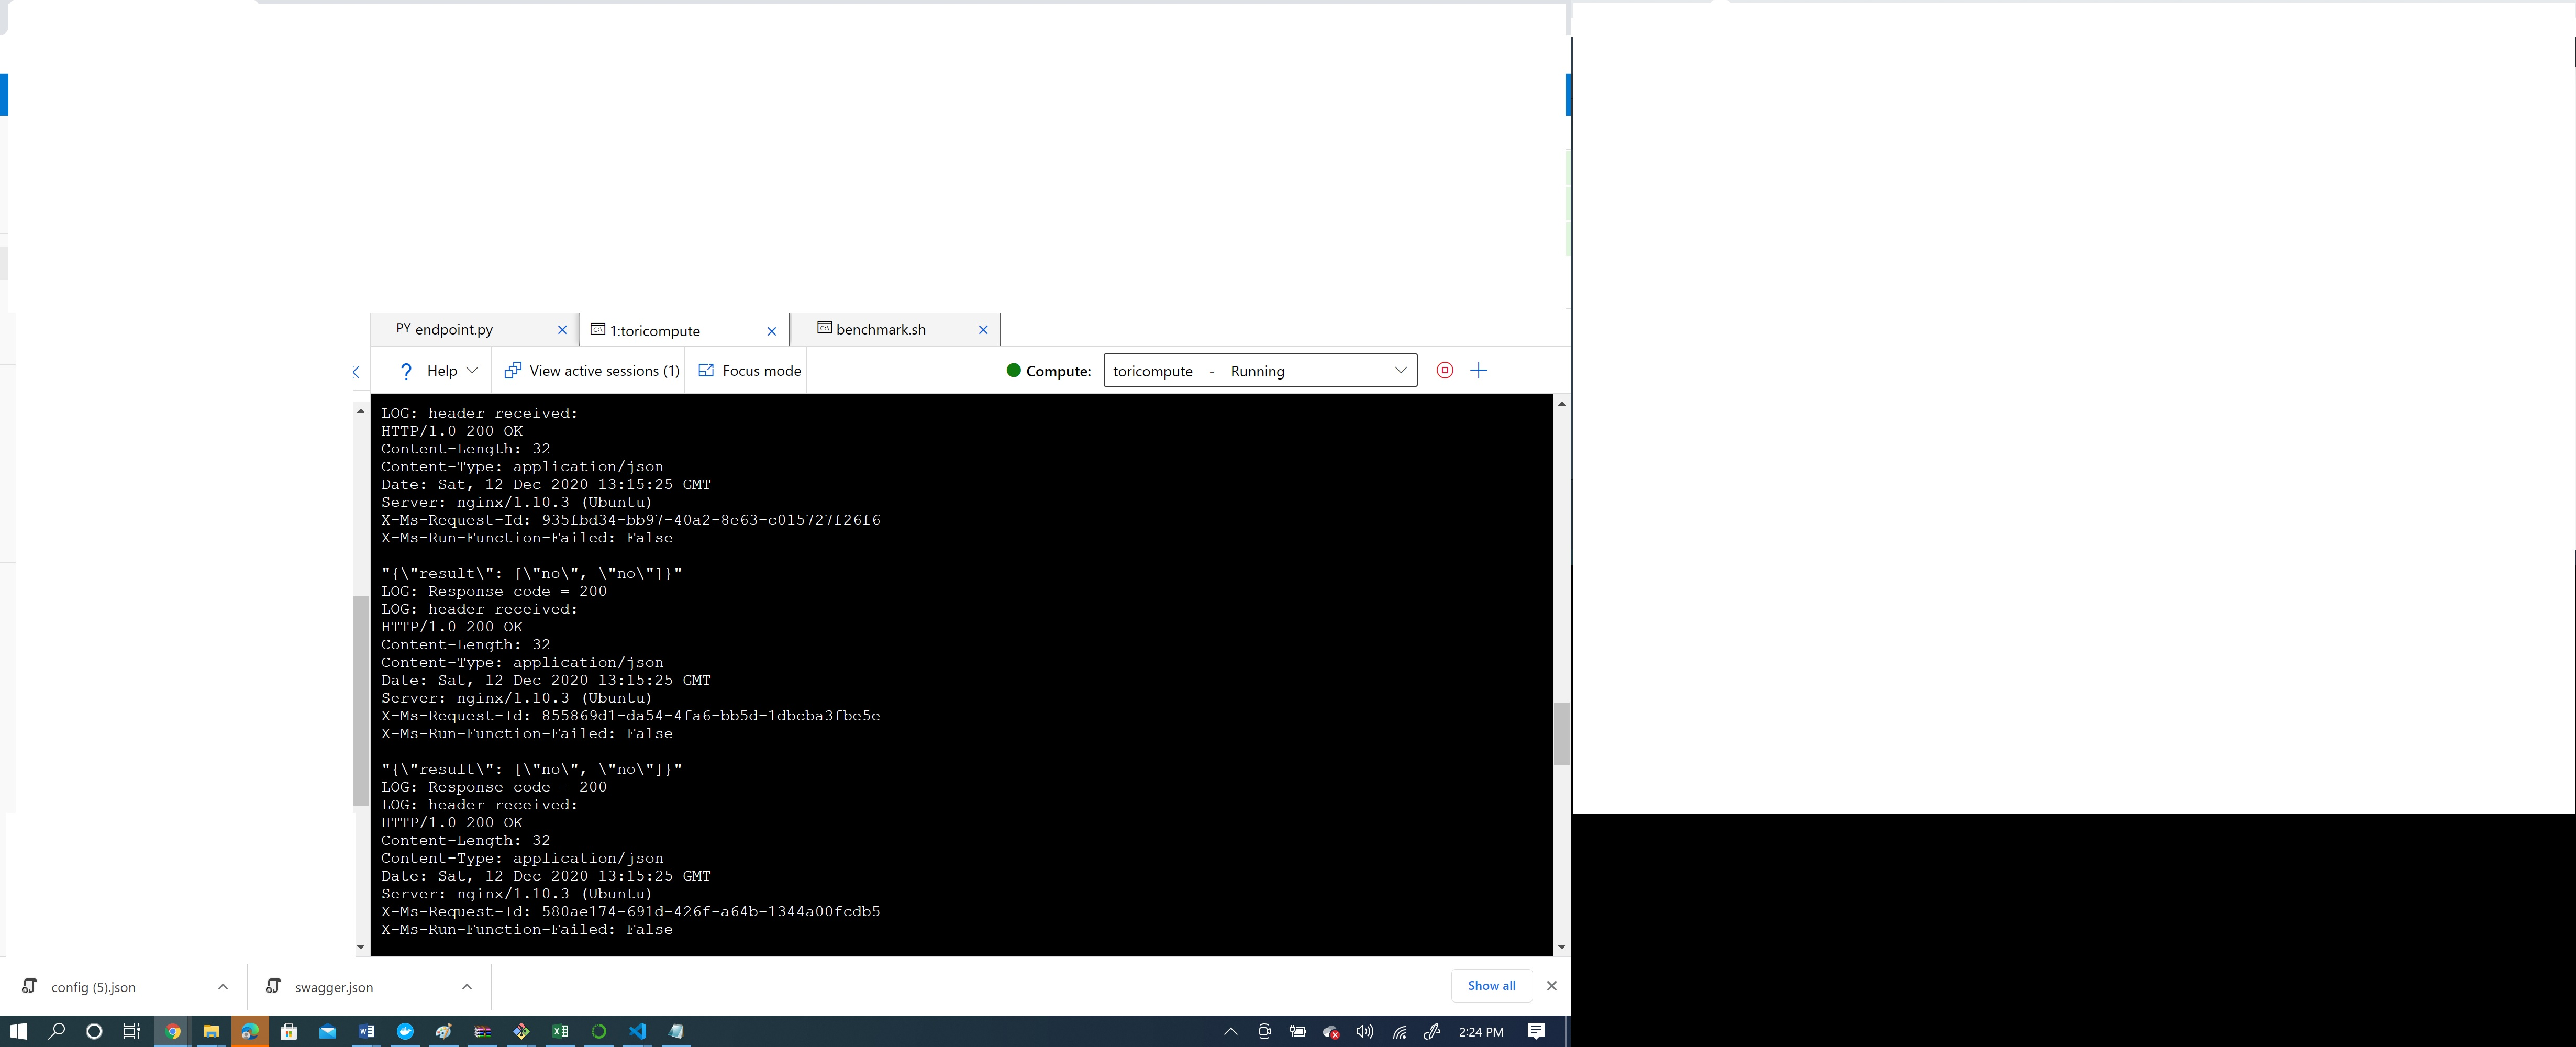 PY endpoint.py
1:toricompute
benchmark.sh
? Help
View active sessions (1)
Focus mode
Compute:
toricompute - Running
LOG: header received:
HTTP/1.0 200 OK
Content-Length: 32
Content-Type: application/json
Date: Sat, 12 Dec 2020 13:15:25 GMT
Server: nginx/1.10.3 (Ubuntu)
X-Ms-Request-Id: 935fbd34-bb97-40a2-8e63-c015727f26f6
X-Ms-Run-Function-Failed: False
"{\"result\": [\"no\", \"no\"]}"
LOG: Response code = 200
LOG: header received:
HTTP/1.0 200 OK
Content-Length: 32
Content-Type: application/json
Date: Sat, 12 Dec 2020 13:15:25 GMT
Server: nginx/1.10.3 (Ubuntu)
X-Ms-Request-Id: 855869d1-da54-4fa6-bb5d-1dbcba3fbe5e
X-Ms-Run-Function-Failed: False
"{\"result\": [\"no\", \"no\"]}"
LOG: Response code = 200
LOG: header received:
HTTP/1.0 200 OK
Content-Length: 32
Content-Type: application/json
Date: Sat, 12 Dec 2020 13:15:25 GMT
Server: nginx/1.10.3 (Ubuntu)
X-Ms-Request-Id: 580ae174-691d-426f-a64b-1344a00fcdb5
X-Ms-Run-Function-Failed: False
config (5).json
swagger.json
Show all
2:24 PM